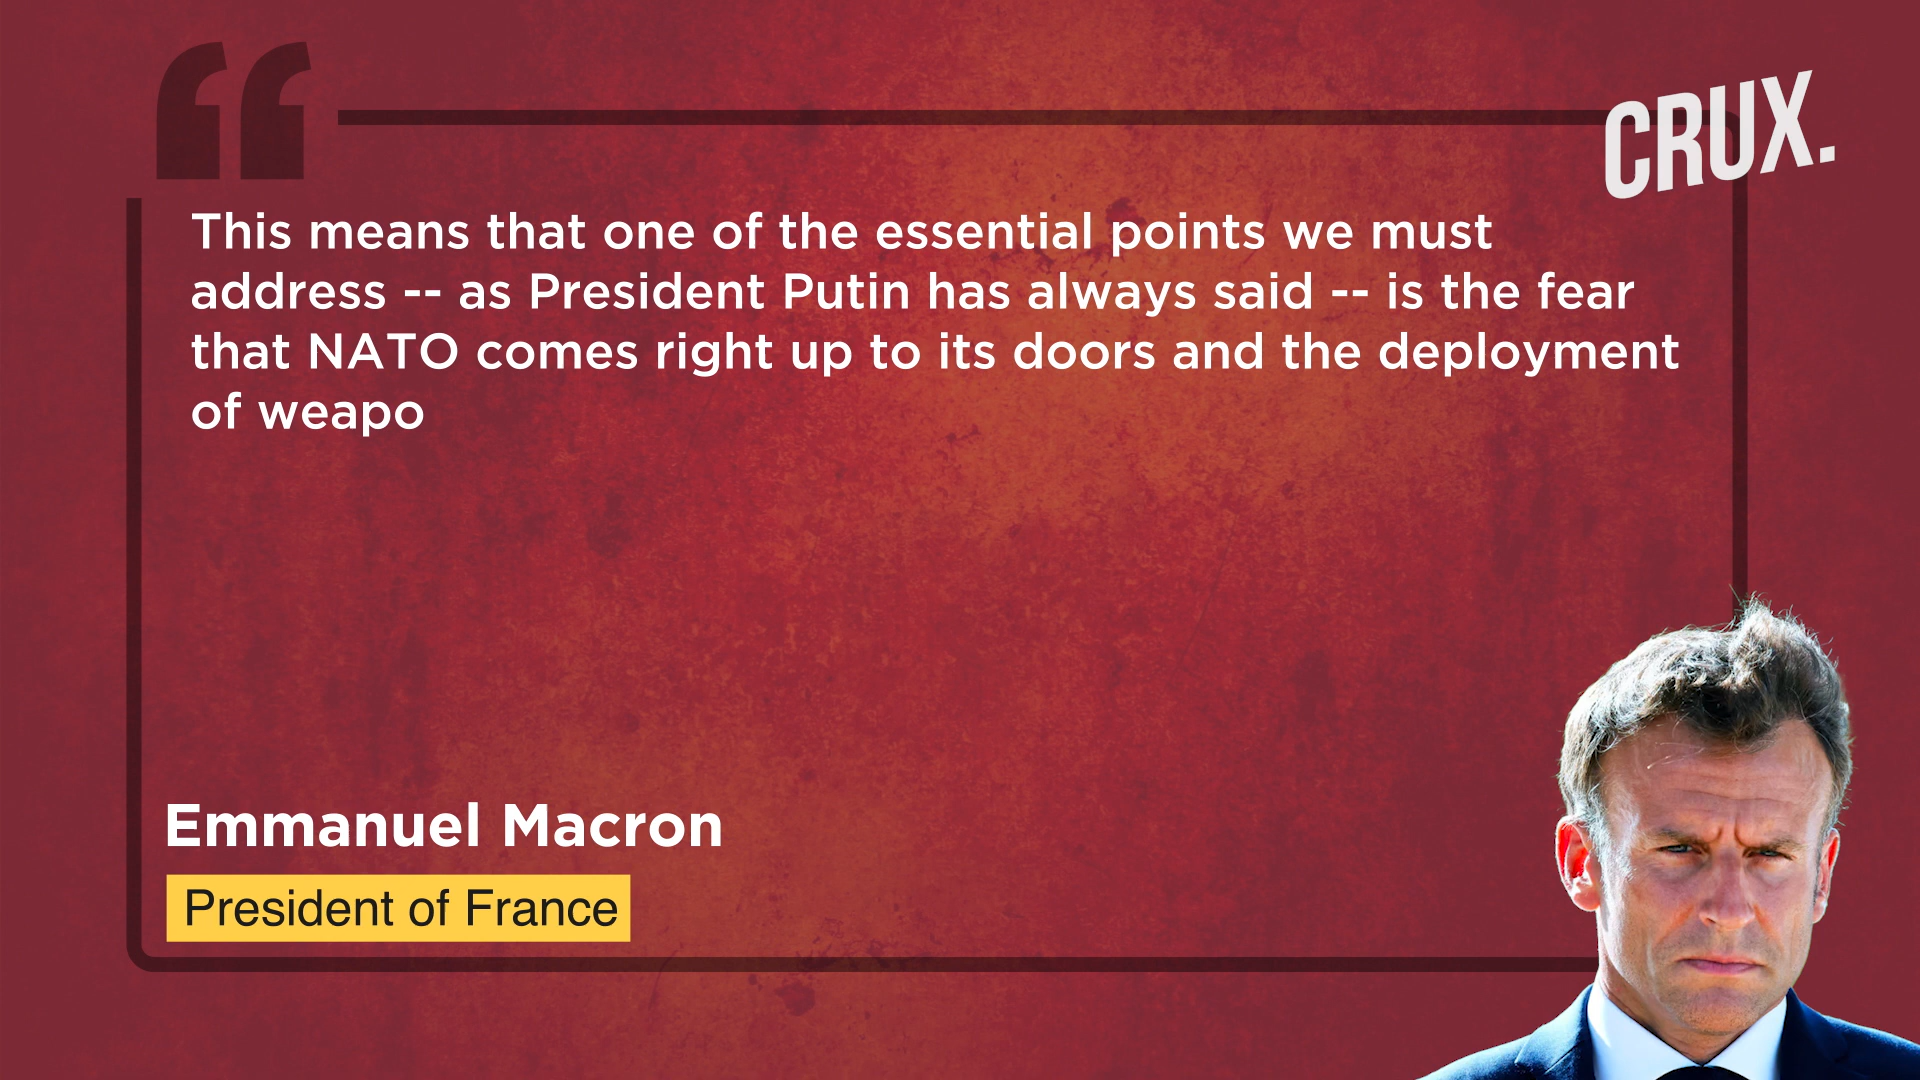 CRUX.
This means that one of the essential points we must
address -- as President Putin has always said -- is the fear
that NATO comes right up to its doors and the deployment
of weapo
Emmanuel Macron
President of France